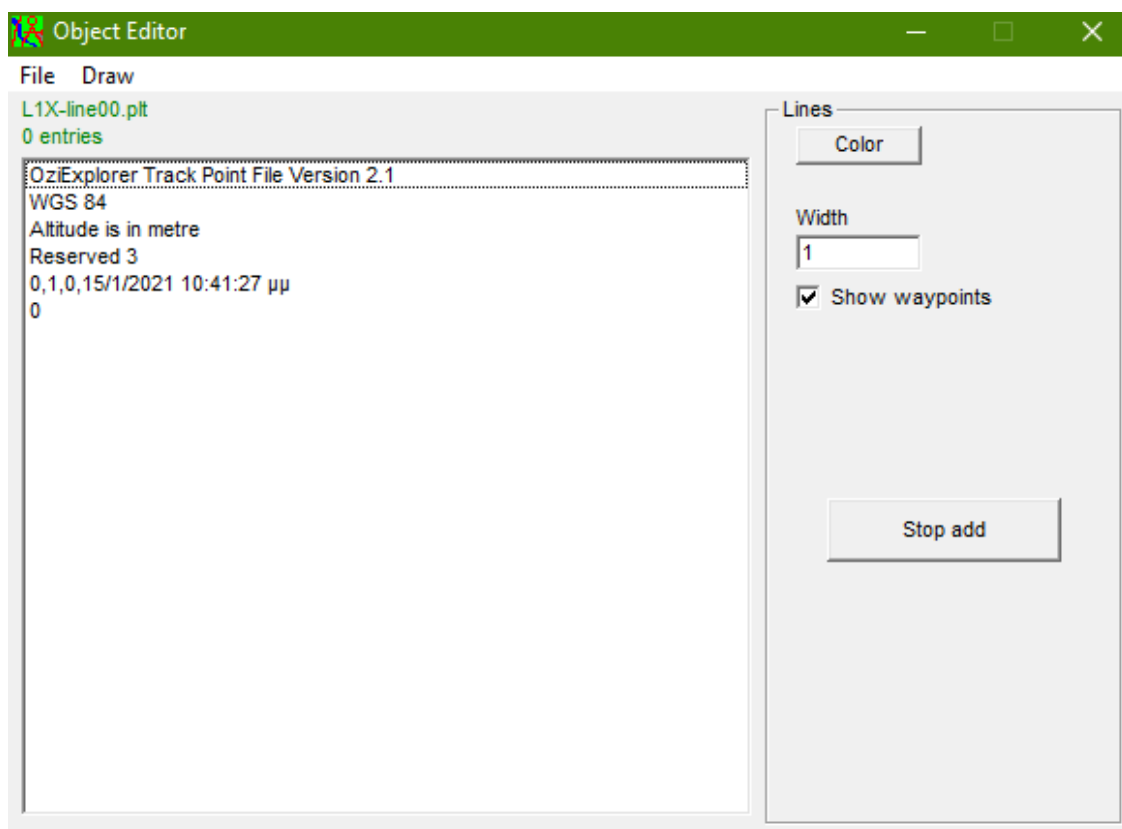 Object Editor
File Draw
L1X-line00.plt
0 entries
OziExplorer Track Point File Version 2.1
WGS 84
Altitude is in metre
Reserved 3
0,1,0,15/1/2021 10:41:27 μμ
0
Lines
Color
Width
1
Show waypoints
Stop add